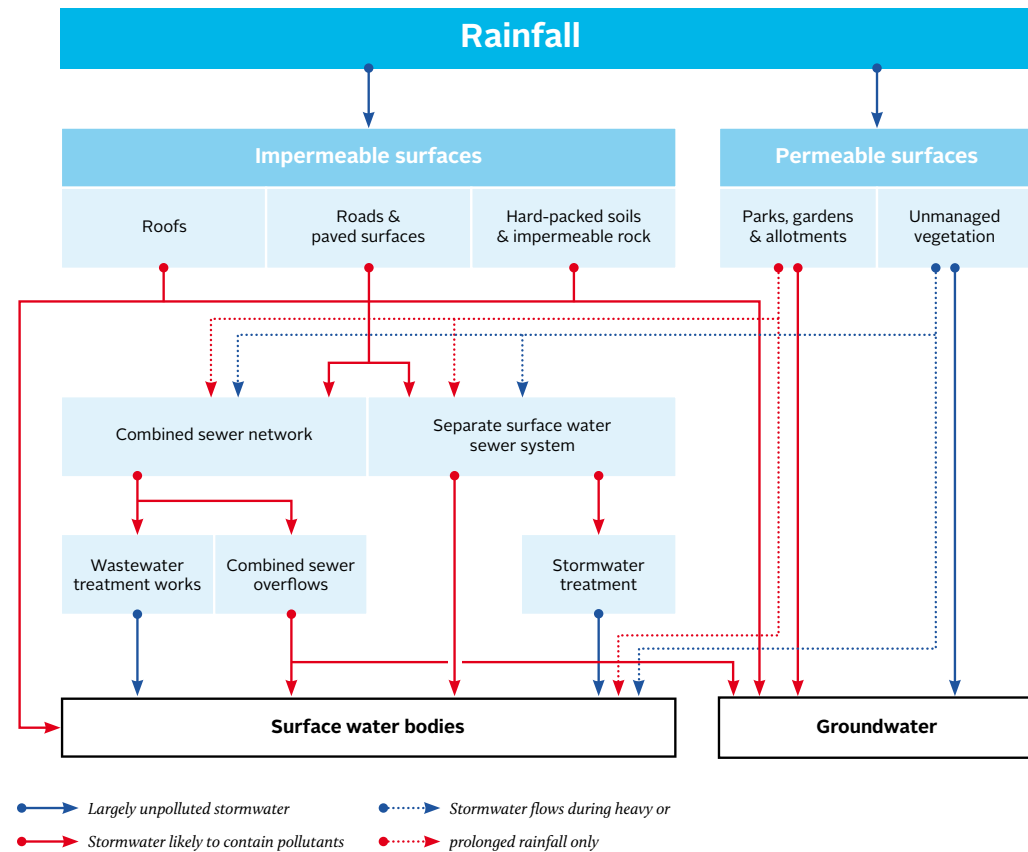 Rainfall
Impermeable surfaces
Permeable surfaces
Roofs
Roads &
paved surfaces
Hard-packed soils
& impermeable rock
Parks, gardens
& allotments
Unmanaged
vegetation
Combined sewer network
Separate surface water
sewer system
Wastewater
treatment works
Combined sewer
overflows
Stormwater
treatment
Surface water bodies
Groundwater
Largely unpolluted stormwater
Stormwater flows during heavy or
Stormwater likely to contain pollutants
prolonged rainfall only